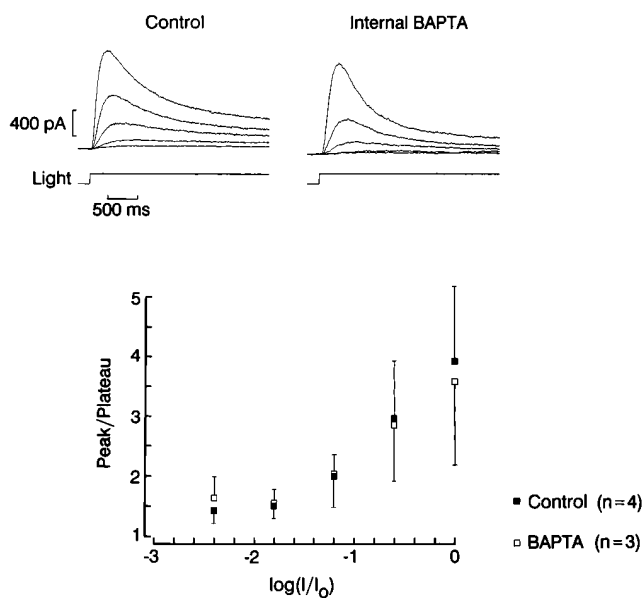 Control
Internal BAPTA
400 pA
Light
500 ms
Peak/Plateau
5
4
3
2
1
-3
-2
-1
0
log(I/Io)
Control (n=4)
BAPTA (n=3)